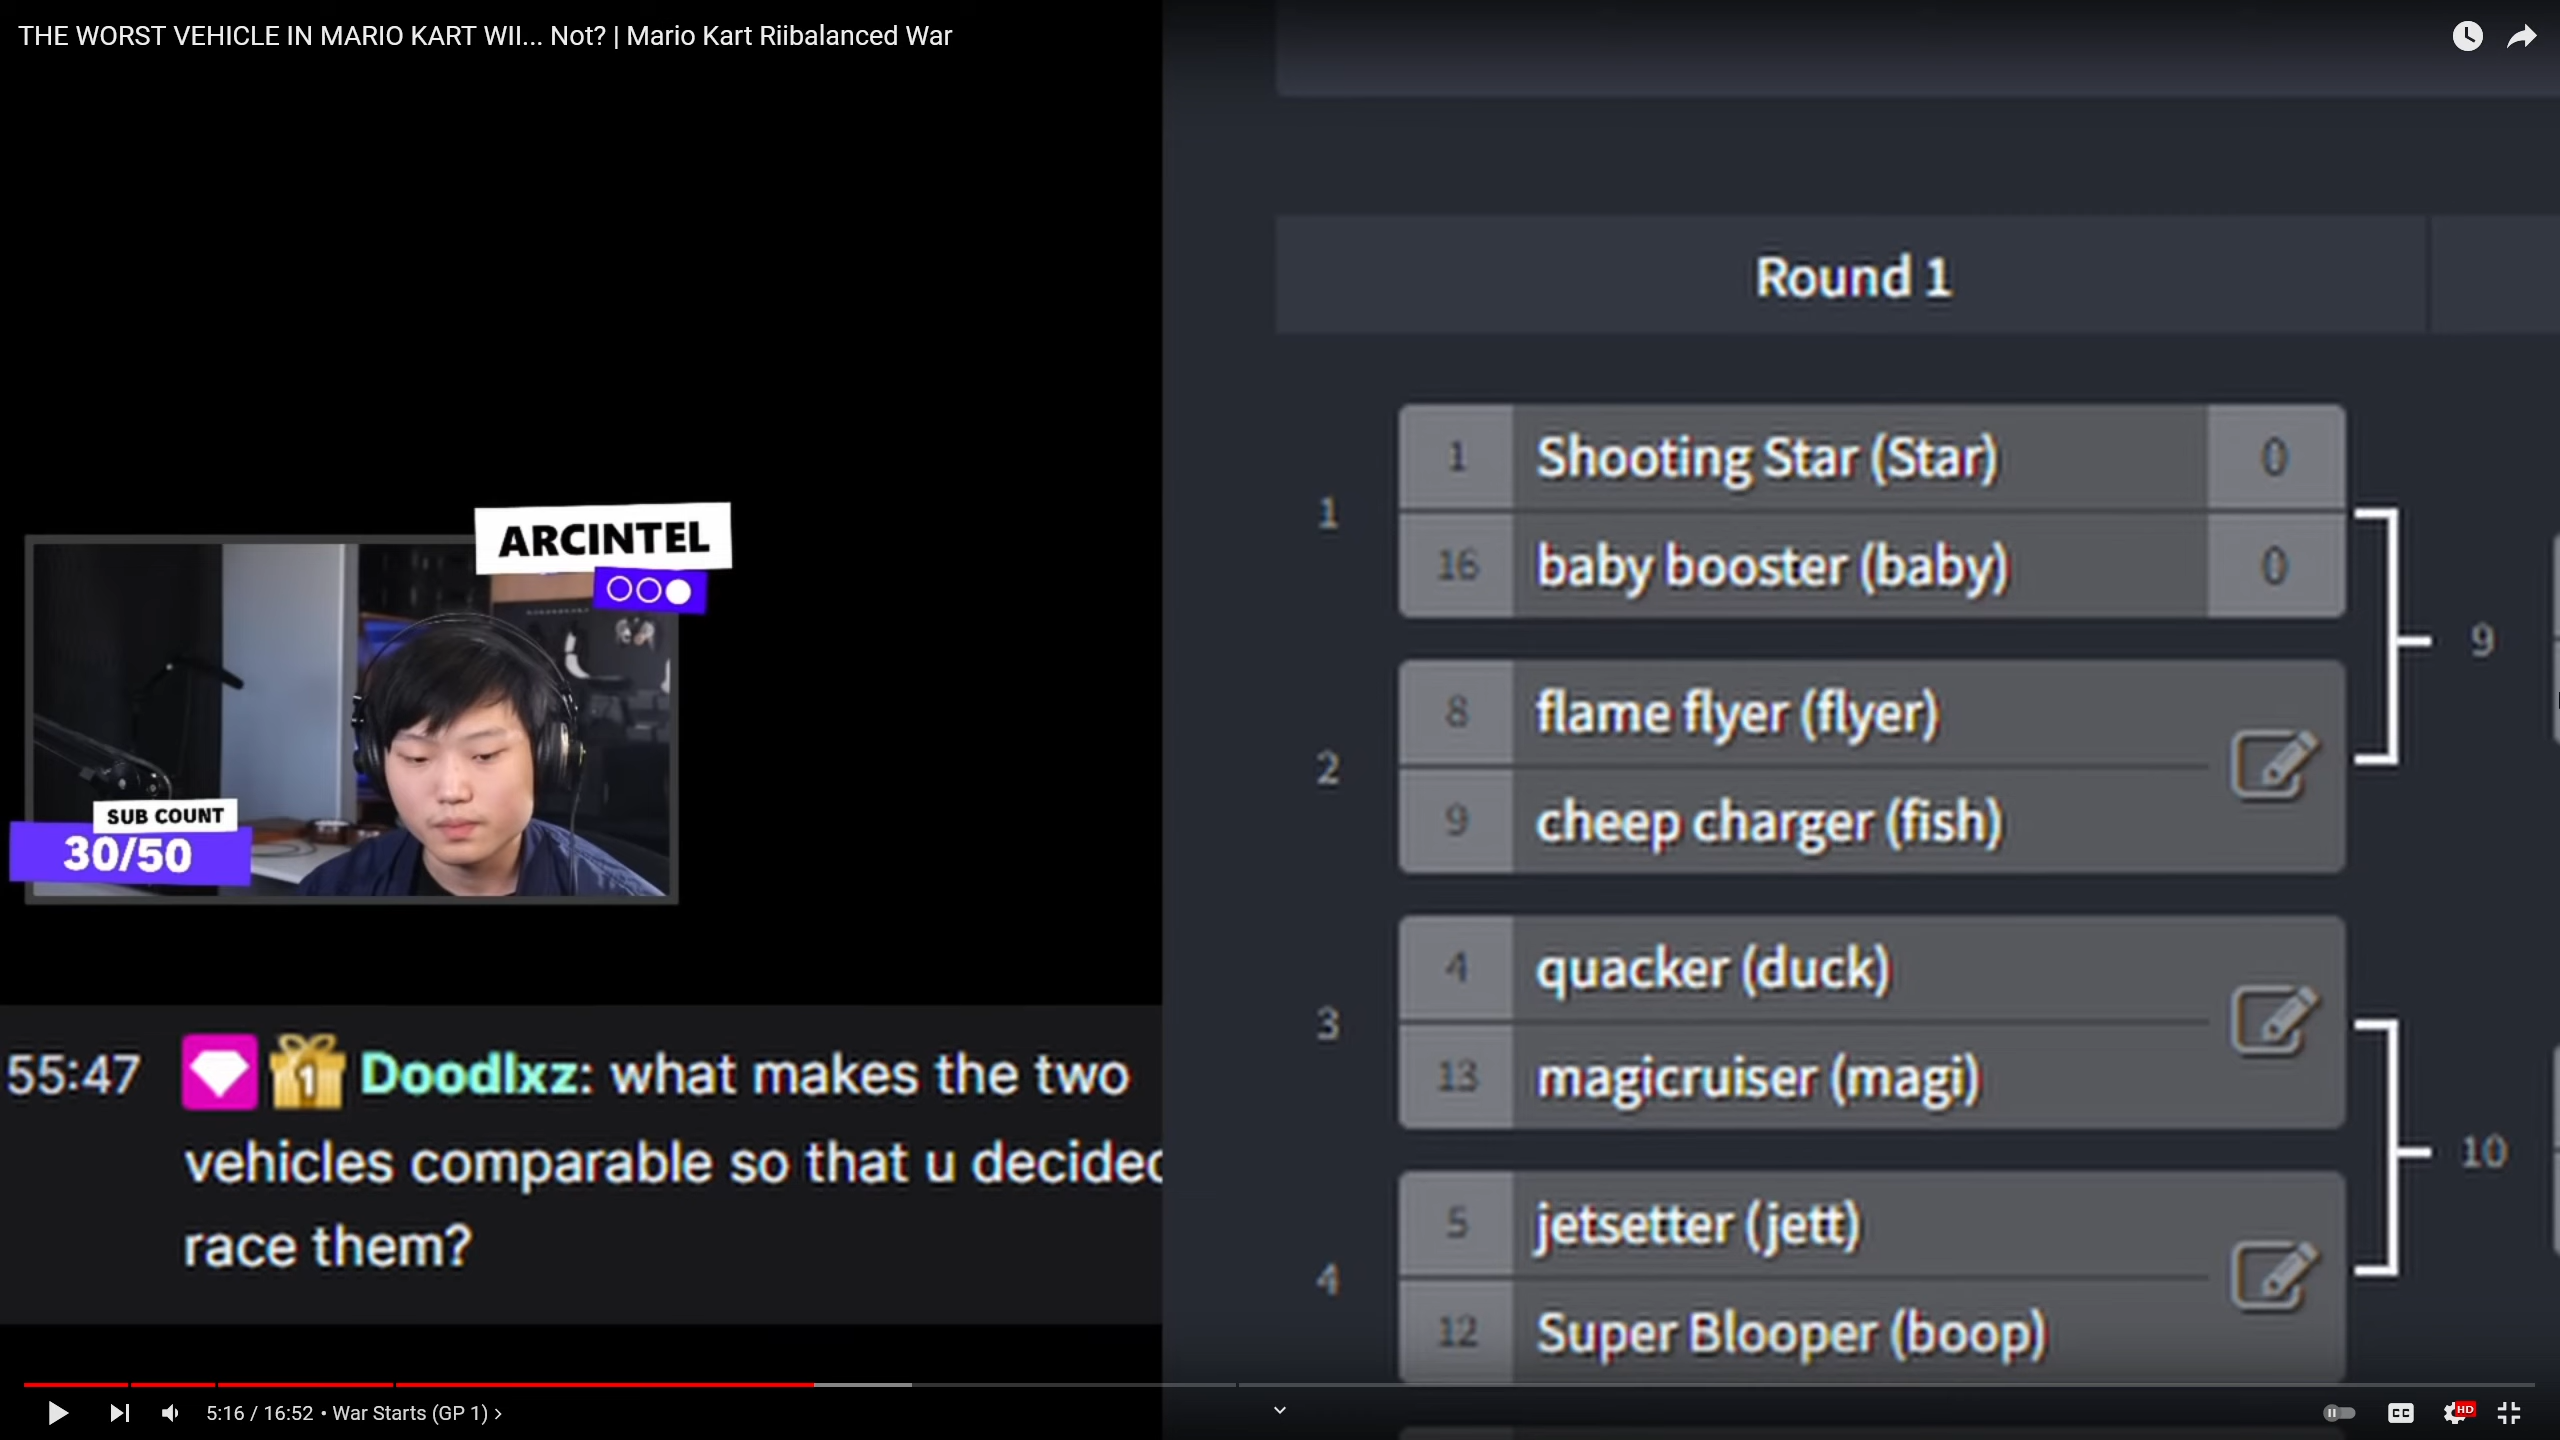 THE WORST VEHICLE IN MARIO KART WII... Not? | Mario Kart Riibalanced War
ARCINTEL
SUB COUNT
30/50
55:47 1 Doodlxz: what makes the two
vehicles comparable so that u decided
race them?
Round 1
1
1 Shooting Star (Star) 0
16 baby booster (baby) 0
9
2
8 flame flyer (flyer)
9 cheep charger (fish)
3
4 quacker (duck)
13 magicruiser (magi)
10
4
5 jetsetter (jett)
12 Super Blooper (boop)
5:16 / 16:52 • War Starts (GP 1) ›
CC
HD